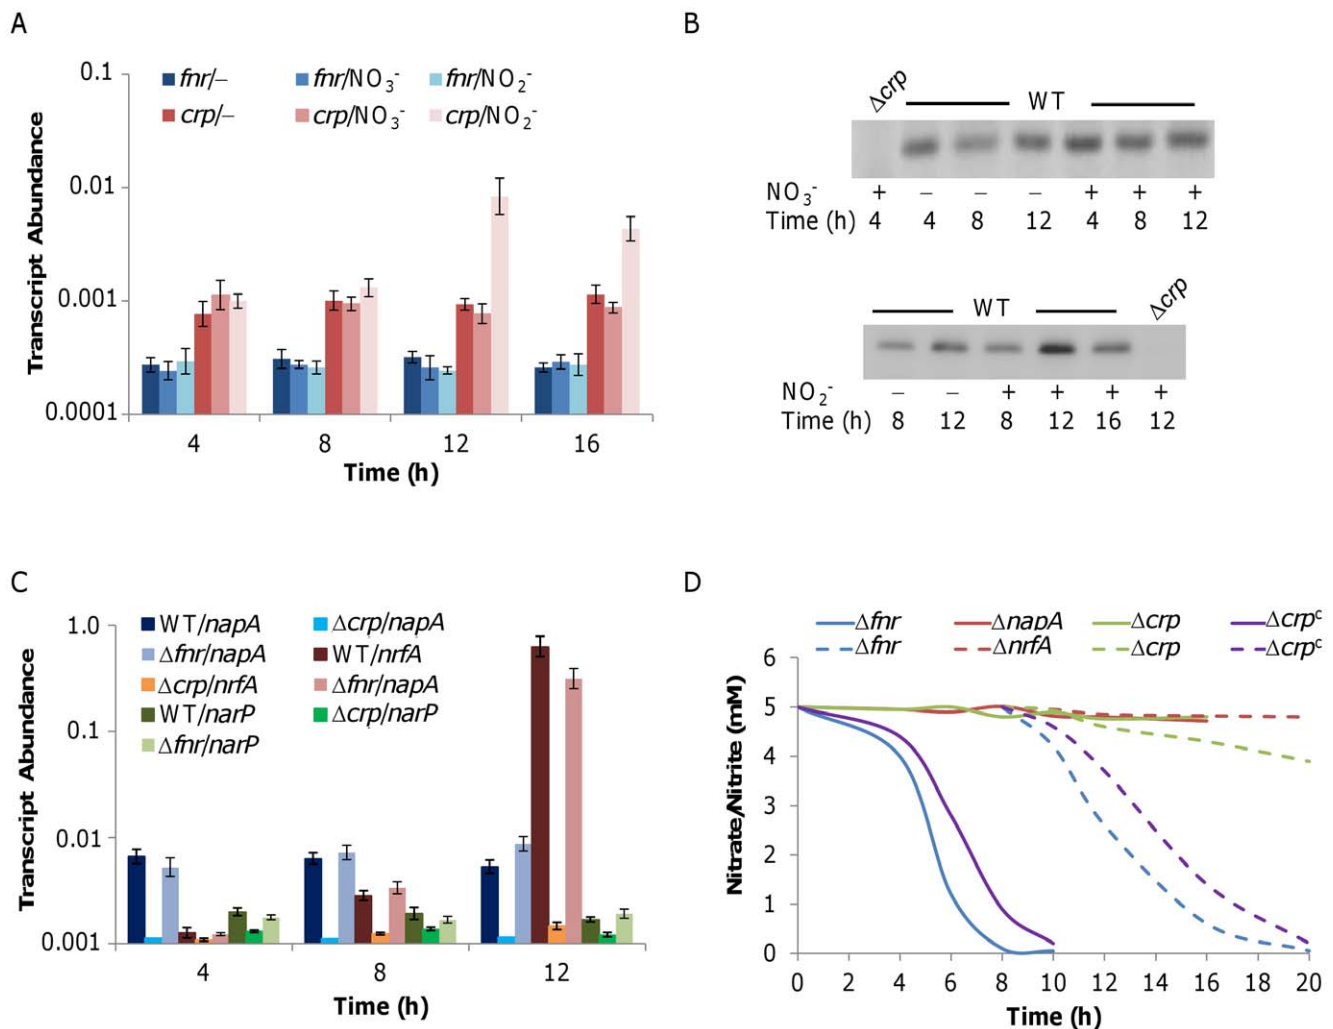 A
fnr/– fnr/NO₃⁻ fnr/NO₂⁻
crp/– crp/NO₃⁻ crp/NO₂⁻
Transcript Abundance
0.1
0.01
0.001
0.0001
4 8 12 16
Time (h)
B
Δcrp WT
NO₃⁻ + – – – + + +
Time (h) 4 4 8 12 4 8 12
WT Δcrp
NO₂⁻ – – + + + +
Time (h) 8 12 8 12 16 12
C
WT/napA Δcrp/napA
Δfnr/napA WT/nrfA
Δcrp/nrfA Δfnr/napA
WT/narP Δcrp/narP
Δfnr/narP
Transcript Abundance
1.0
0.1
0.01
0.001
4 8 12
Time (h)
D
Δfnr ΔnapA Δcrp Δcrpᶜ
Δfnr ΔnrfA Δcrp Δcrpᶜ
Nitrate/Nitrite (mM)
6
5
4
3
2
1
0
0 2 4 6 8 10 12 14 16 18 20
Time (h)